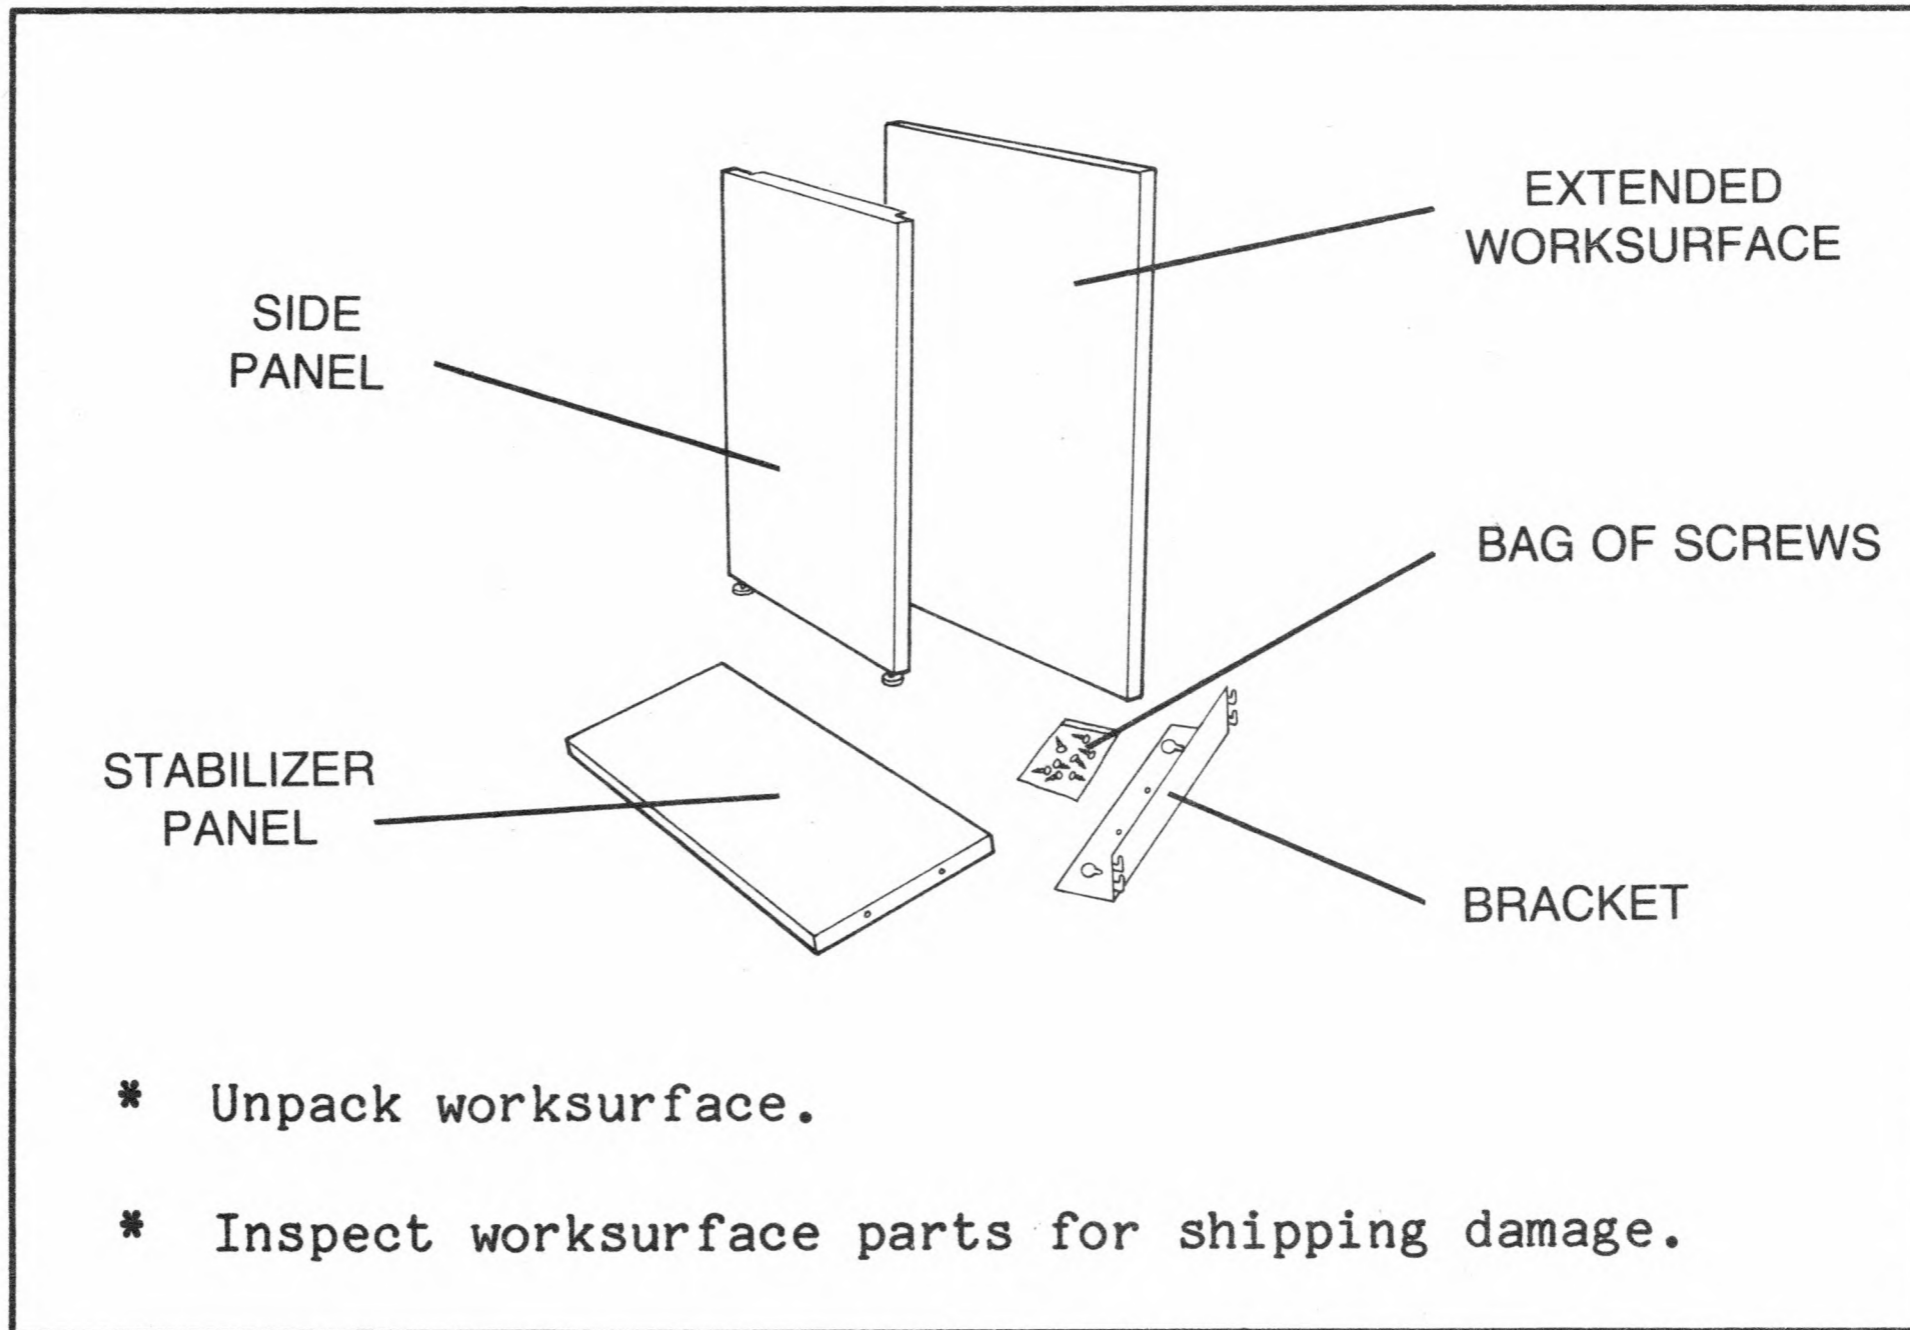 EXTENDED
WORKSURFACE
SIDE
PANEL
BAG OF SCREWS
STABILIZER
PANEL
BRACKET
* Unpack worksurface.
* Inspect worksurface parts for shipping damage.